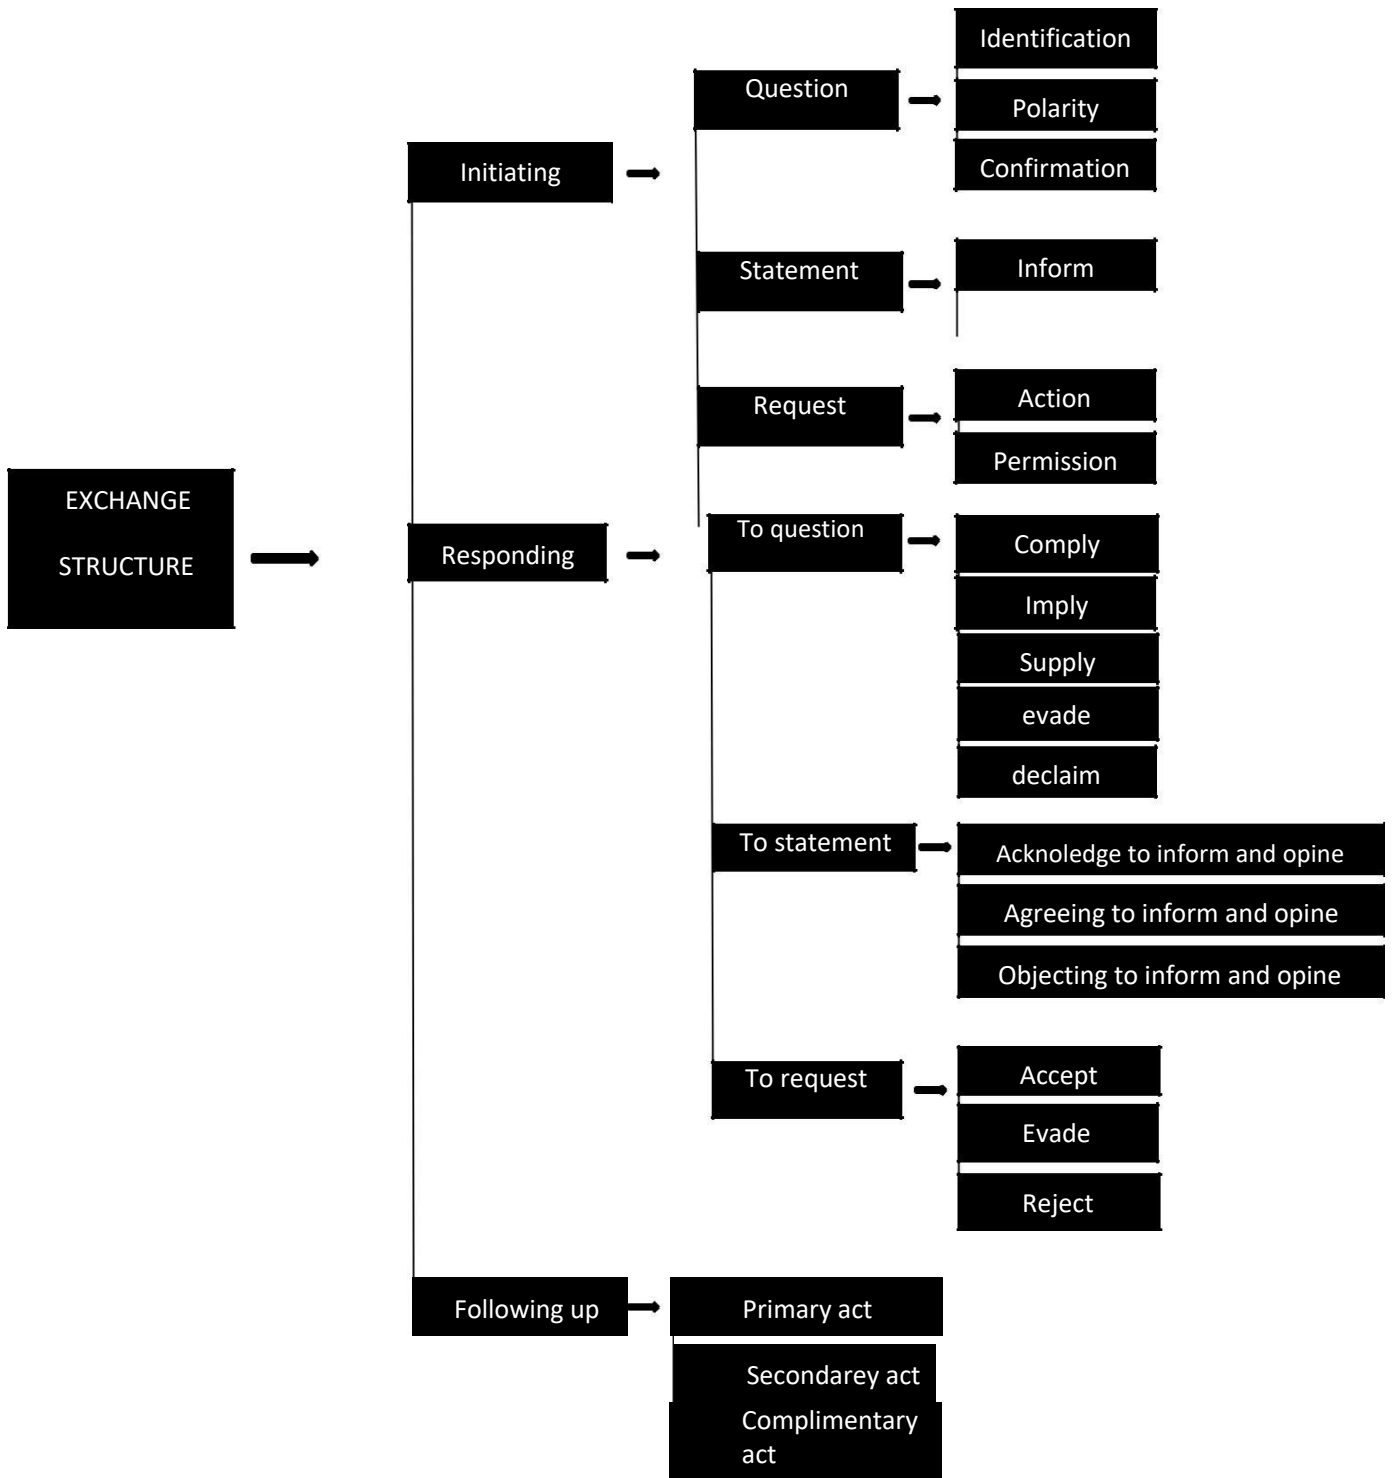 EXCHANGE
STRUCTURE
Initiating
Question
Identification
Polarity
Confirmation
Statement
Inform
Request
Action
Permission
Responding
To question
Comply
Imply
Supply
evade
declaim
To statement
Acknoledge to inform and opine
Agreeing to inform and opine
Objecting to inform and opine
To request
Accept
Evade
Reject
Following up
Primary act
Secondarey act
Complimentary
act